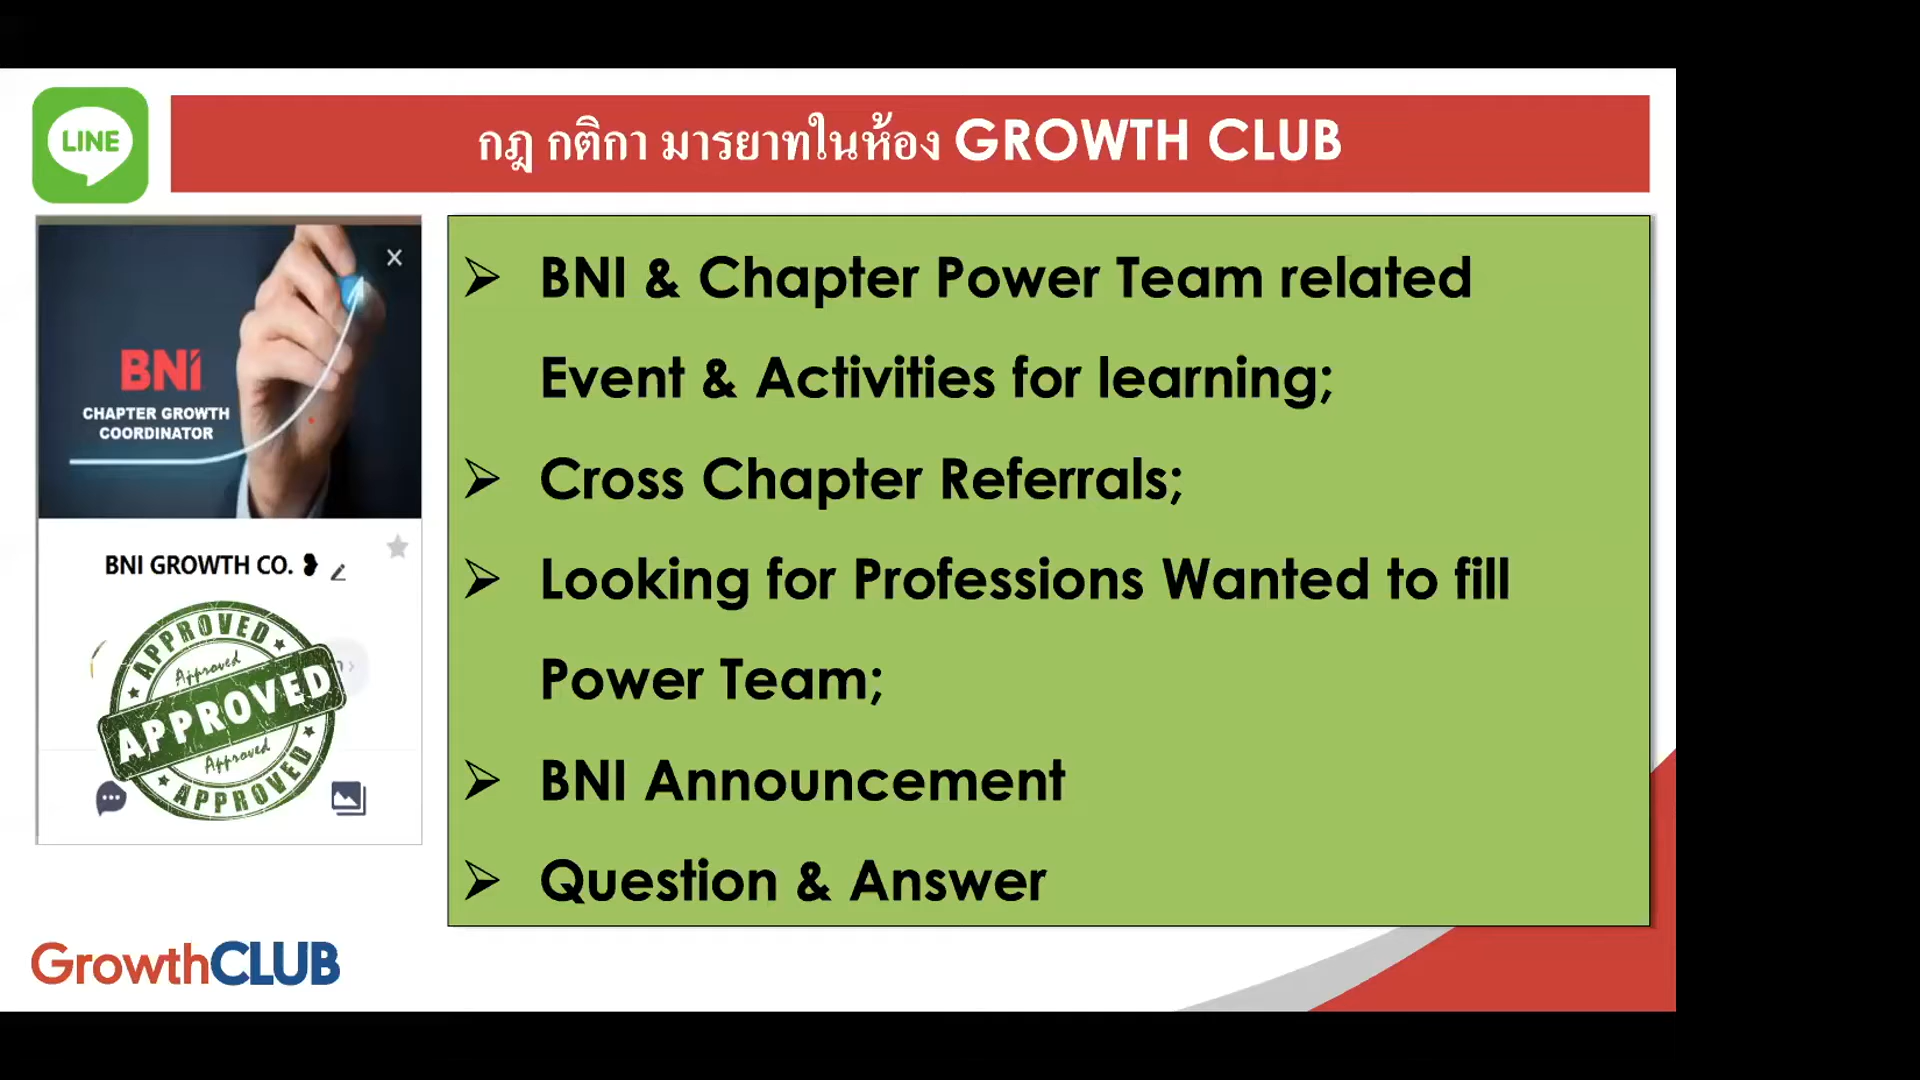 LINE
กฎ กติกา มารยาทในห้อง GROWTH CLUB
BNI
CHAPTER GROWTH
COORDINATOR
BNI GROWTH CO.
APPROVED
Approved
APPROVED
Approved
APPROVED
➢ BNI & Chapter Power Team related
Event & Activities for learning;
➢ Cross Chapter Referrals;
➢ Looking for Professions Wanted to fill
Power Team;
➢ BNI Announcement
➢ Question & Answer
GrowthCLUB